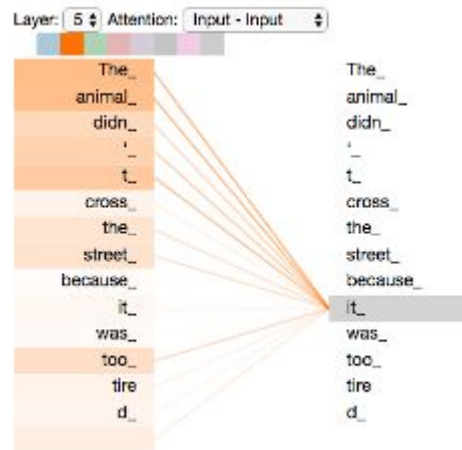 Layer: 5 Attention: Input - Input
The_ The_
animal_ animal_
didn_ didn_
'_ '_
t_ t_
cross_ cross_
the_ the_
street_ street_
because_ because_
it_ it_
was_ was_
too_ too_
tire tire
d_ d_